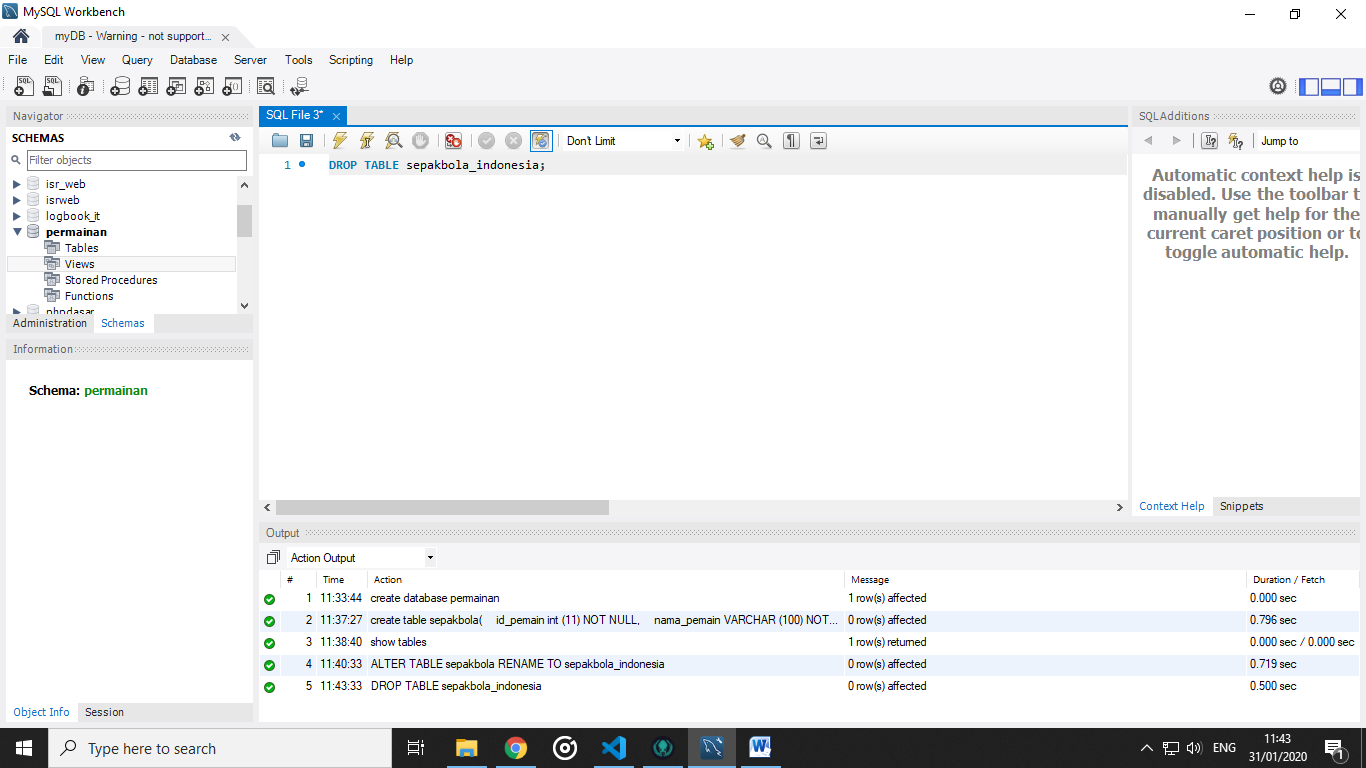 MySQL Workbench
myDB - Warning - not support...
File Edit View Query Database Server Tools Scripting Help
Navigator
SCHEMAS
Filter objects
isr_web
isrweb
logbook_it
permainan
Tables
Views
Stored Procedures
Functions
phpdasar
Administration Schemas
Information
Schema: permainan
Object Info Session
SQL File 3*
Don't Limit
1 DROP TABLE sepakbola_indonesia;
SQLAdditions
Jump to
Automatic context help is
disabled. Use the toolbar t
manually get help for the
current caret position or to
toggle automatic help.
Context Help Snippets
Output
Action Output
# Time Action Message Duration / Fetch
1 11:33:44 create database permainan 1 row(s) affected 0.000 sec
2 11:37:27 create table sepakbola( id_pemain int (11) NOT NULL, nama_pemain VARCHAR (100) NOT... 0 row(s) affected 0.796 sec
3 11:38:40 show tables 1 row(s) returned 0.000 sec / 0.000 sec
4 11:40:33 ALTER TABLE sepakbola RENAME TO sepakbola_indonesia 0 row(s) affected 0.719 sec
5 11:43:33 DROP TABLE sepakbola_indonesia 0 row(s) affected 0.500 sec
Type here to search
ENG
11:43
31/01/2020
1